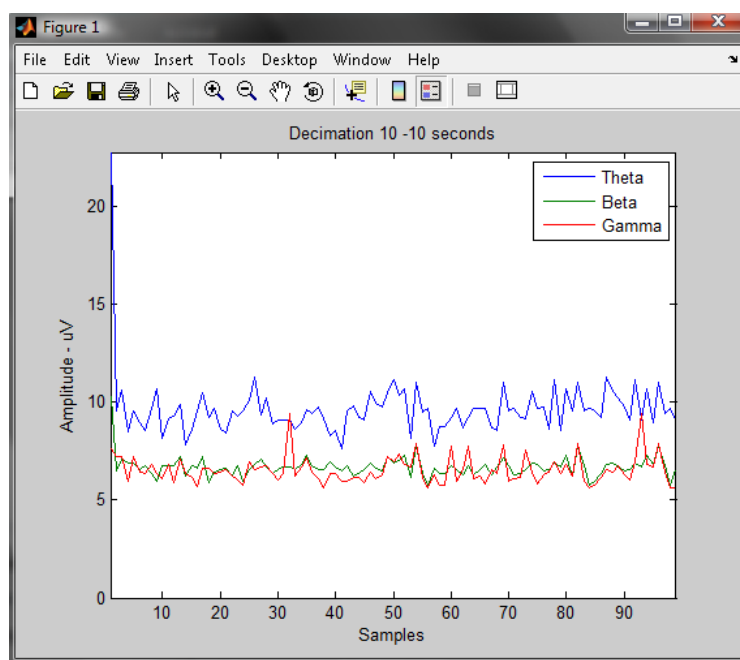 Figure 1
File Edit View Insert Tools Desktop Window Help
Decimation 10 -10 seconds
Theta
Beta
Gamma
Amplitude - uV
20
15
10
5
0
10 20 30 40 50 60 70 80 90
Samples